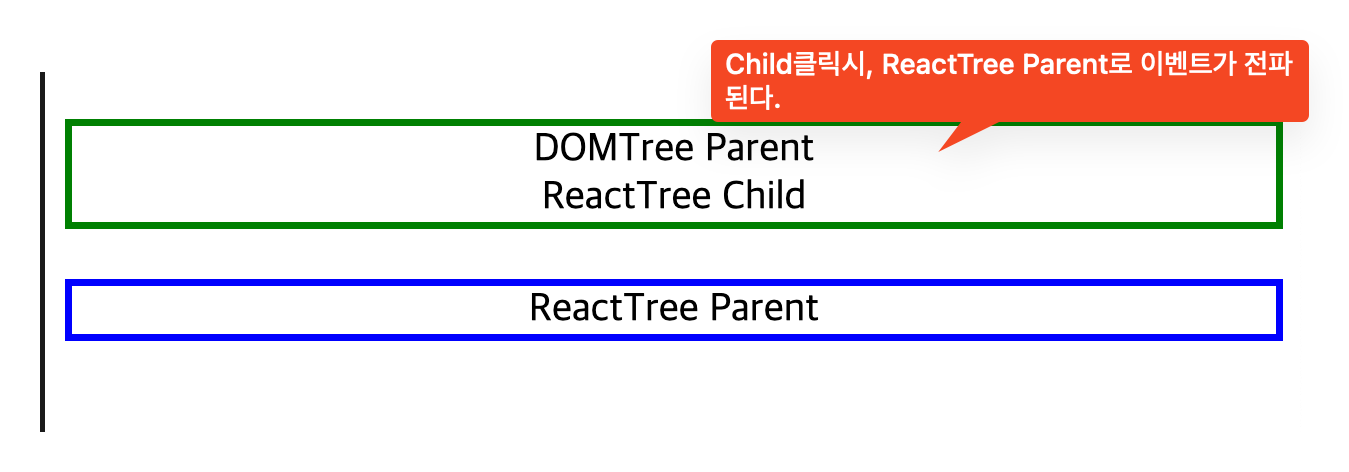 Child클릭시, ReactTree Parent로 이벤트가 전파
된다.
DOMTree Parent
ReactTree Child
ReactTree Parent